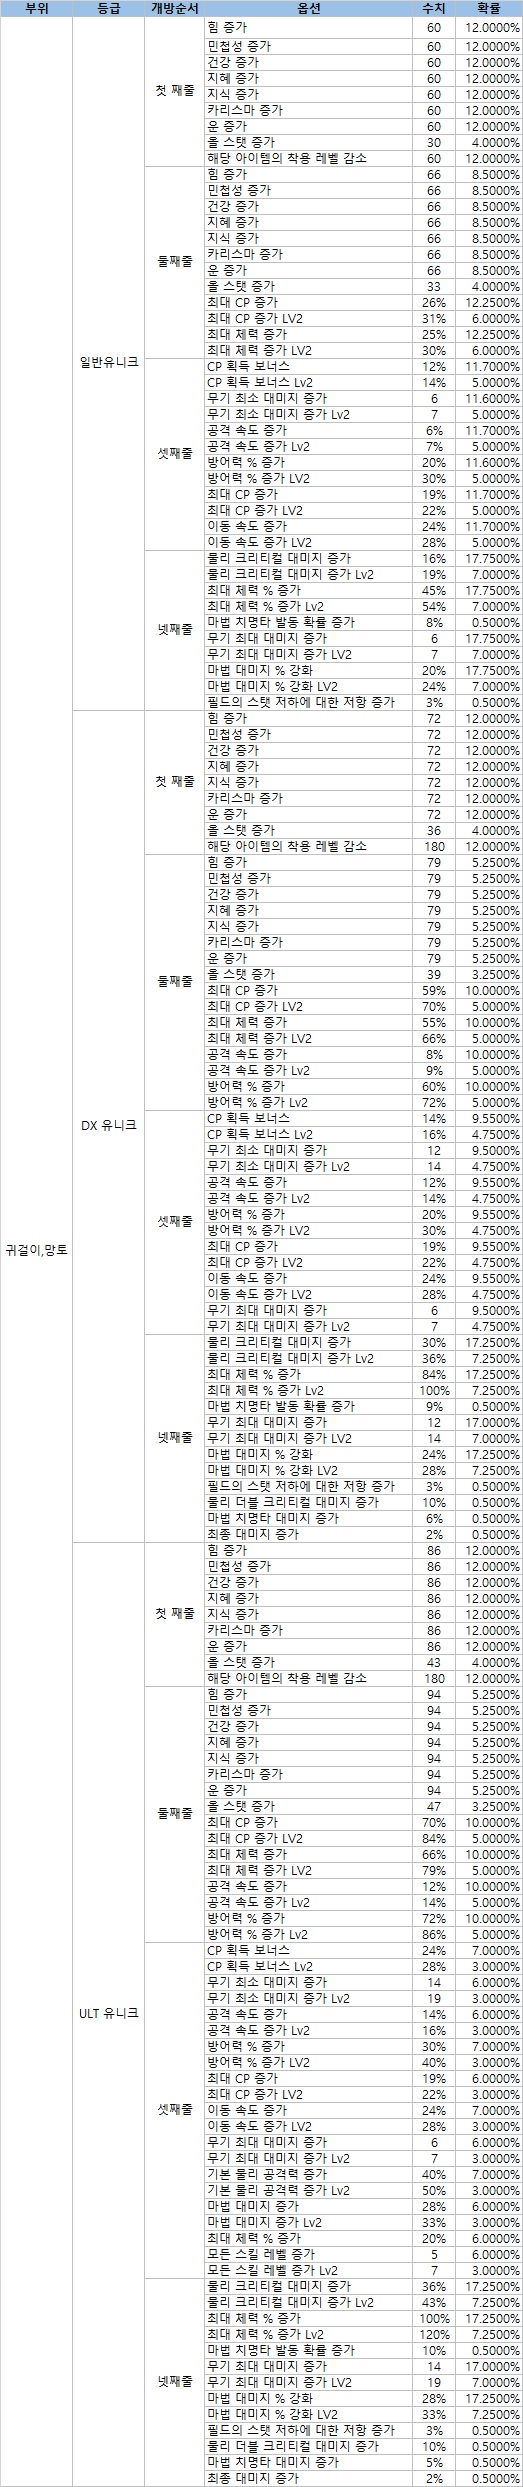 부위 등급 개방순서 옵션 수치 확률
귀걸이,망토
일반유니크
첫 째줄
힘 증가 60 12.0000%
민첩성 증가 60 12.0000%
건강 증가 60 12.0000%
지혜 증가 60 12.0000%
지식 증가 60 12.0000%
카리스마 증가 60 12.0000%
운 증가 60 12.0000%
올 스탯 증가 30 4.0000%
해당 아이템의 착용 레벨 감소 60 12.0000%
둘째줄
힘 증가 66 8.5000%
민첩성 증가 66 8.5000%
건강 증가 66 8.5000%
지혜 증가 66 8.5000%
지식 증가 66 8.5000%
카리스마 증가 66 8.5000%
운 증가 66 8.5000%
올 스탯 증가 33 4.0000%
최대 CP 증가 26% 12.2500%
최대 CP 증가 LV2 31% 6.0000%
최대 체력 증가 25% 12.2500%
최대 체력 증가 LV2 30% 6.0000%
셋째줄
CP 획득 보너스 12% 11.7000%
CP 획득 보너스 Lv2 14% 5.0000%
무기 최소 대미지 증가 6 11.6000%
무기 최소 대미지 증가 Lv2 7 5.0000%
공격 속도 증가 6% 11.7000%
공격 속도 증가 Lv2 7% 5.0000%
방어력 % 증가 20% 11.6000%
방어력 % 증가 LV2 30% 5.0000%
최대 CP 증가 19% 11.7000%
최대 CP 증가 LV2 22% 5.0000%
이동 속도 증가 24% 11.7000%
이동 속도 증가 LV2 28% 5.0000%
넷째줄
물리 크리티컬 대미지 증가 16% 17.7500%
물리 크리티컬 대미지 증가 Lv2 19% 7.0000%
최대 체력 % 증가 45% 17.7500%
최대 체력 % 증가 Lv2 54% 7.0000%
마법 치명타 발동 확률 증가 8% 0.5000%
무기 최대 대미지 증가 6 17.7500%
무기 최대 대미지 증가 LV2 7 7.0000%
마법 대미지 % 강화 20% 17.7500%
마법 대미지 % 강화 LV2 24% 7.0000%
필드의 스탯 저하에 대한 저항 증가 3% 0.5000%
DX 유니크
첫 째줄
힘 증가 72 12.0000%
민첩성 증가 72 12.0000%
건강 증가 72 12.0000%
지혜 증가 72 12.0000%
지식 증가 72 12.0000%
카리스마 증가 72 12.0000%
운 증가 72 12.0000%
올 스탯 증가 36 4.0000%
해당 아이템의 착용 레벨 감소 180 12.0000%
둘째줄
힘 증가 79 5.2500%
민첩성 증가 79 5.2500%
건강 증가 79 5.2500%
지혜 증가 79 5.2500%
지식 증가 79 5.2500%
카리스마 증가 79 5.2500%
운 증가 79 5.2500%
올 스탯 증가 39 3.2500%
최대 CP 증가 59% 10.0000%
최대 CP 증가 LV2 70% 5.0000%
최대 체력 증가 55% 10.0000%
최대 체력 증가 LV2 66% 5.0000%
공격 속도 증가 8% 10.0000%
공격 속도 증가 Lv2 9% 5.0000%
방어력 % 증가 60% 10.0000%
방어력 % 증가 Lv2 72% 5.0000%
셋째줄
CP 획득 보너스 14% 9.5500%
CP 획득 보너스 Lv2 16% 4.7500%
무기 최소 대미지 증가 12 9.5000%
무기 최소 대미지 증가 Lv2 14 4.7500%
공격 속도 증가 12% 9.5500%
공격 속도 증가 Lv2 14% 4.7500%
방어력 % 증가 20% 9.5500%
방어력 % 증가 LV2 30% 4.7500%
최대 CP 증가 19% 9.5500%
최대 CP 증가 LV2 22% 4.7500%
이동 속도 증가 24% 9.5500%
이동 속도 증가 LV2 28% 4.7500%
무기 최대 대미지 증가 6 9.5000%
무기 최대 대미지 증가 Lv2 7 4.7500%
넷째줄
물리 크리티컬 대미지 증가 30% 17.2500%
물리 크리티컬 대미지 증가 Lv2 36% 7.2500%
최대 체력 % 증가 84% 17.2500%
최대 체력 % 증가 Lv2 100% 7.2500%
마법 치명타 발동 확률 증가 9% 0.5000%
무기 최대 대미지 증가 12 17.0000%
무기 최대 대미지 증가 LV2 14 7.0000%
마법 대미지 % 강화 24% 17.2500%
마법 대미지 % 강화 LV2 28% 7.2500%
필드의 스탯 저하에 대한 저항 증가 3% 0.5000%
물리 더블 크리티컬 대미지 증가 10% 0.5000%
마법 치명타 대미지 증가 6% 0.5000%
최종 대미지 증가 2% 0.5000%
ULT 유니크
첫 째줄
힘 증가 86 12.0000%
민첩성 증가 86 12.0000%
건강 증가 86 12.0000%
지혜 증가 86 12.0000%
지식 증가 86 12.0000%
카리스마 증가 86 12.0000%
운 증가 86 12.0000%
올 스탯 증가 43 4.0000%
해당 아이템의 착용 레벨 감소 180 12.0000%
둘째줄
힘 증가 94 5.2500%
민첩성 증가 94 5.2500%
건강 증가 94 5.2500%
지혜 증가 94 5.2500%
지식 증가 94 5.2500%
카리스마 증가 94 5.2500%
운 증가 94 5.2500%
올 스탯 증가 47 3.2500%
최대 CP 증가 70% 10.0000%
최대 CP 증가 LV2 84% 5.0000%
최대 체력 증가 66% 10.0000%
최대 체력 증가 LV2 79% 5.0000%
공격 속도 증가 12% 10.0000%
공격 속도 증가 Lv2 14% 5.0000%
방어력 % 증가 72% 10.0000%
방어력 % 증가 Lv2 86% 5.0000%
셋째줄
CP 획득 보너스 24% 7.0000%
CP 획득 보너스 Lv2 28% 3.0000%
무기 최소 대미지 증가 14 6.0000%
무기 최소 대미지 증가 Lv2 19 3.0000%
공격 속도 증가 14% 6.0000%
공격 속도 증가 Lv2 16% 3.0000%
방어력 % 증가 30% 7.0000%
방어력 % 증가 LV2 40% 3.0000%
최대 CP 증가 19% 6.0000%
최대 CP 증가 LV2 22% 3.0000%
이동 속도 증가 24% 7.0000%
이동 속도 증가 LV2 28% 3.0000%
무기 최대 대미지 증가 6 6.0000%
무기 최대 대미지 증가 Lv2 7 3.0000%
기본 물리 공격력 증가 40% 7.0000%
기본 물리 공격력 증가 Lv2 50% 3.0000%
마법 대미지 증가 28% 6.0000%
마법 대미지 증가 Lv2 33% 3.0000%
최대 체력 % 증가 20% 6.0000%
모든 스킬 레벨 증가 5 6.0000%
모든 스킬 레벨 증가 Lv2 7 3.0000%
넷째줄
물리 크리티컬 대미지 증가 36% 17.2500%
물리 크리티컬 대미지 증가 Lv2 43% 7.2500%
최대 체력 % 증가 100% 17.2500%
최대 체력 % 증가 Lv2 120% 7.2500%
마법 치명타 발동 확률 증가 10% 0.5000%
무기 최대 대미지 증가 14 17.0000%
무기 최대 대미지 증가 LV2 19 7.0000%
마법 대미지 % 강화 28% 17.2500%
마법 대미지 % 강화 LV2 33% 7.2500%
필드의 스탯 저하에 대한 저항 증가 3% 0.5000%
물리 더블 크리티컬 대미지 증가 10% 0.5000%
마법 치명타 대미지 증가 5% 0.5000%
최종 대미지 증가 2% 0.5000%